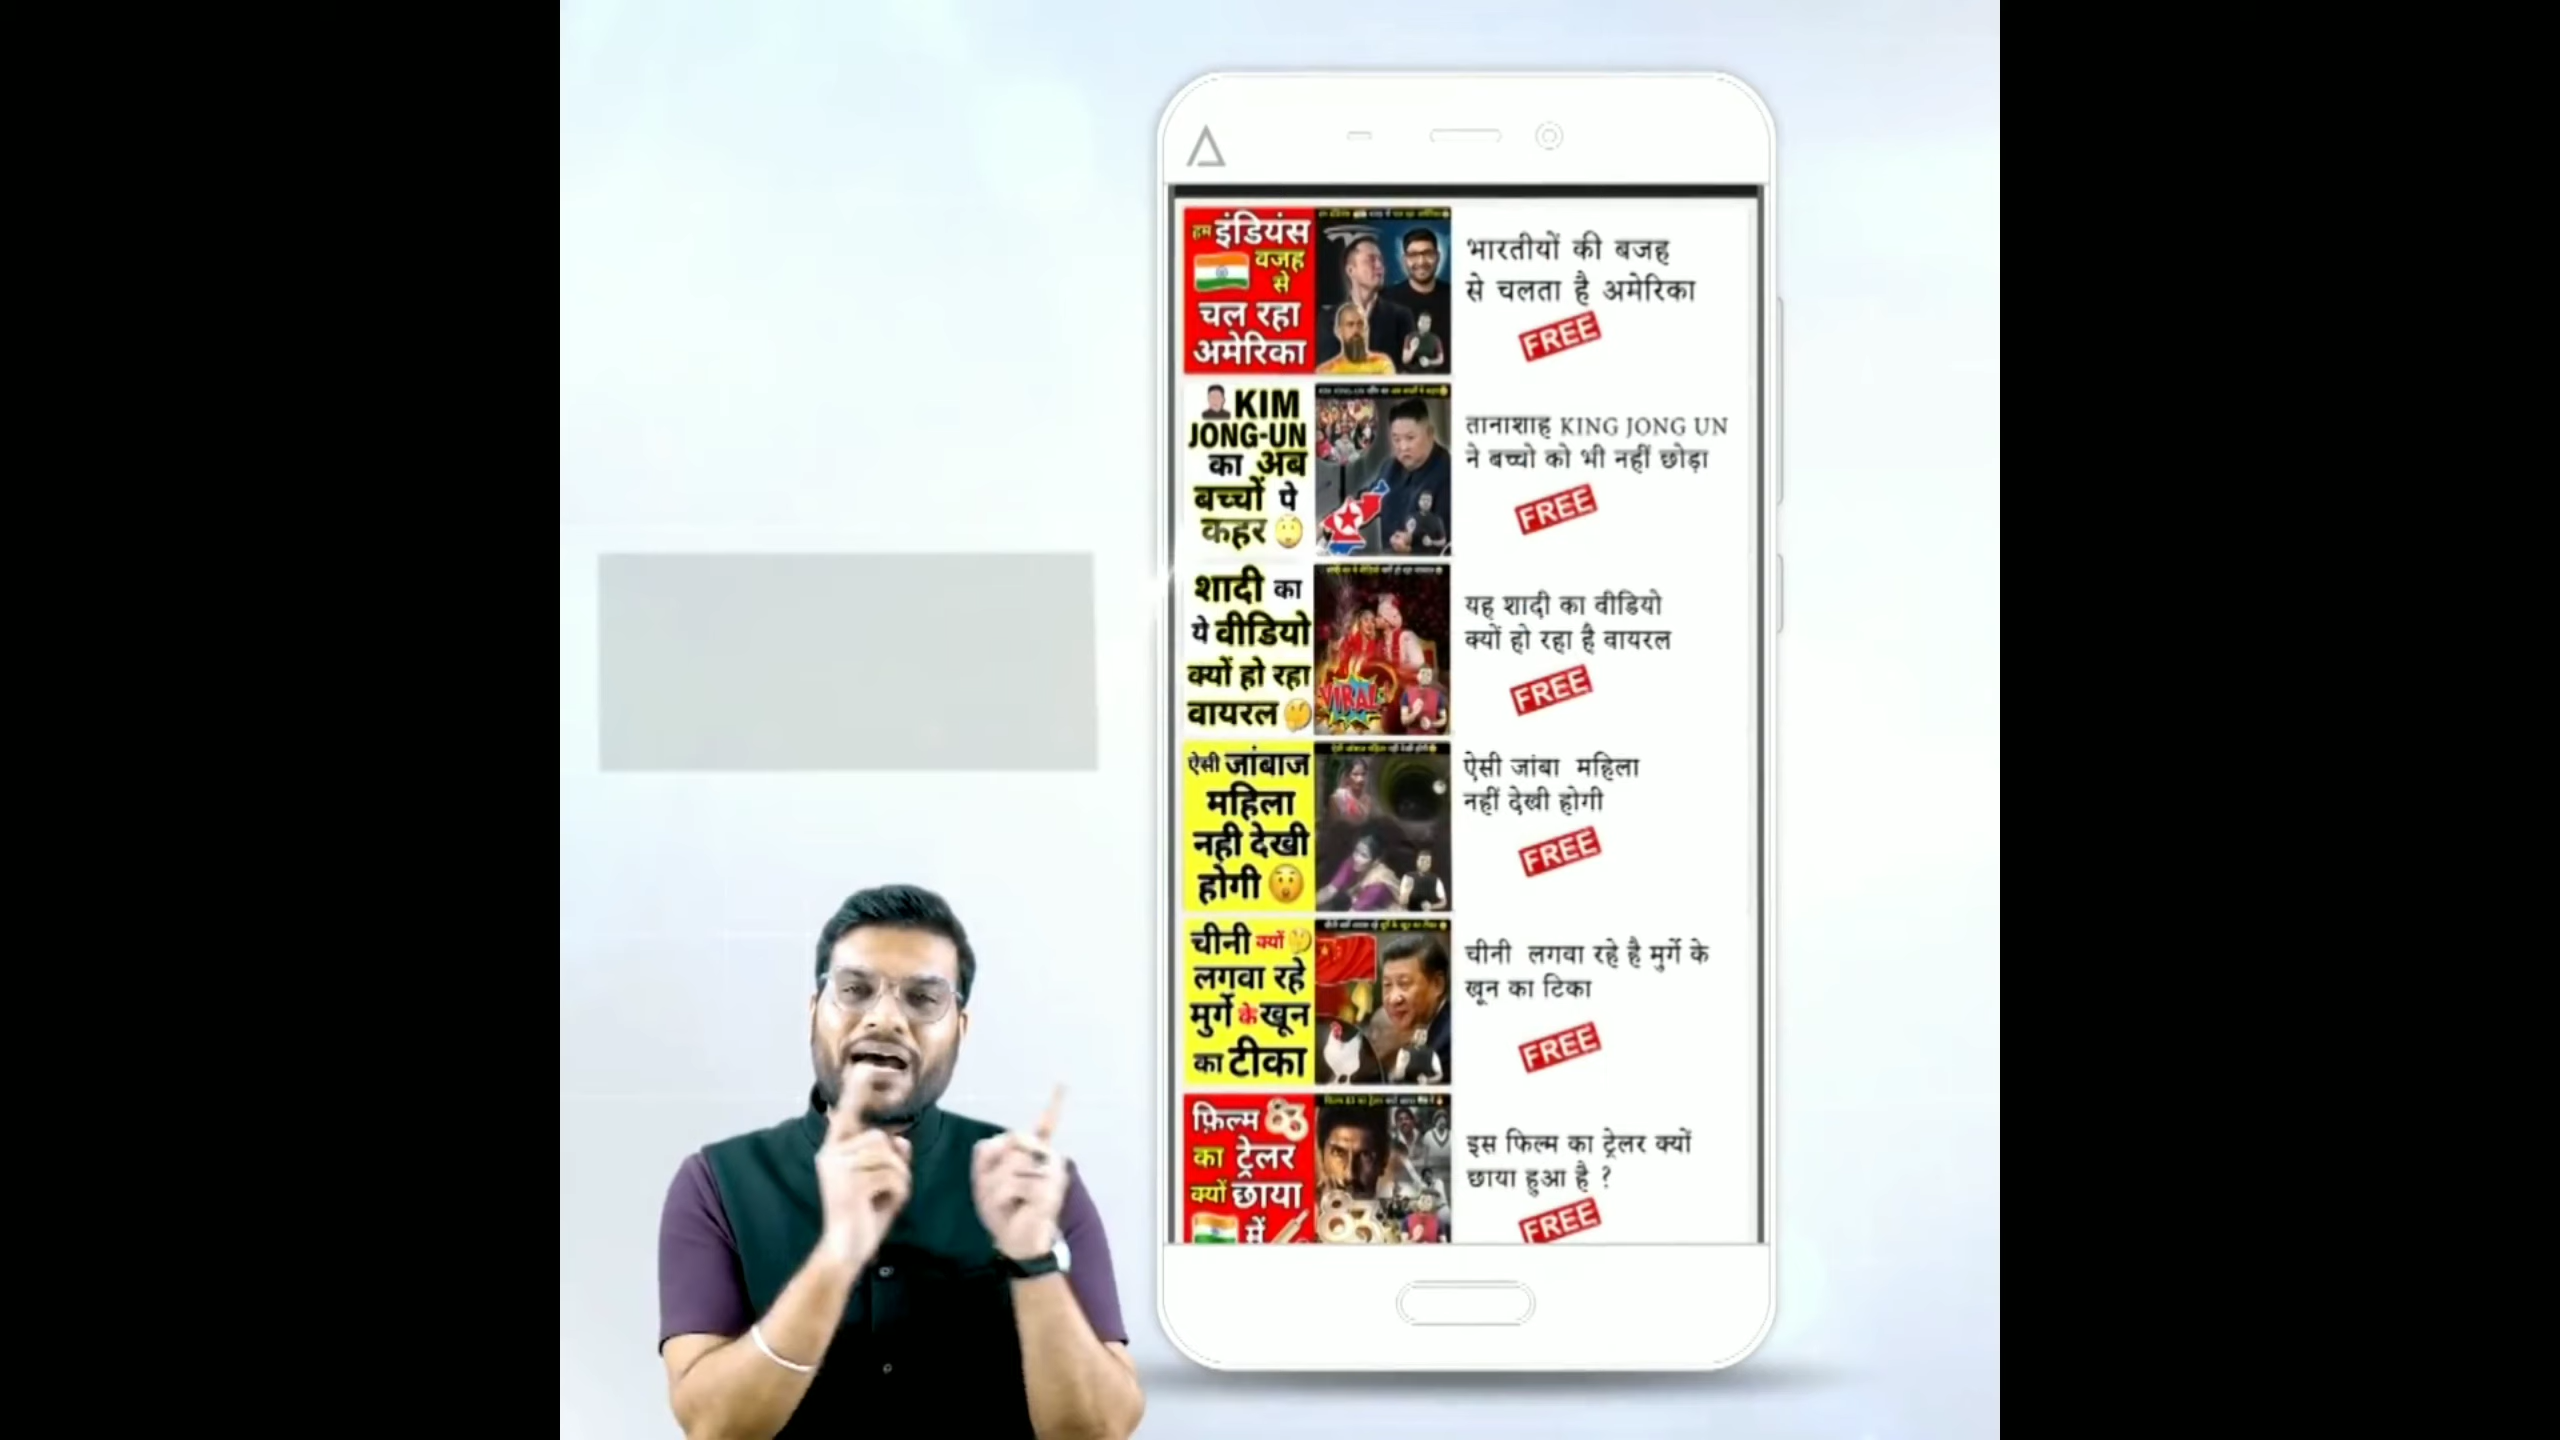 हम इंडियंस
वजह
से
चल रहा
अमेरिका
भारतीयों की बजह
से चलता है अमेरिका
FREE
KIM
JONG-UN
का अब
बच्चों पे
कहर
तानाशाह KING JONG UN
ने बच्चो को भी नहीं छोड़ा
FREE
शादी का
ये वीडियो
क्यों हो रहा
वायरल
VIRAL
यह शादी का वीडियो
क्यों हो रहा है वायरल
FREE
ऐसी जांबाज
महिला
नही देखी
होगी
ऐसी जांबा महिला
नहीं देखी होगी
FREE
चीनी क्यों
लगवा रहे
मुर्गे के खून
का टीका
चीनी लगवा रहे है मुर्गे के
खून का टिका
FREE
फ़िल्म 83
का ट्रेलर
क्यों छाया
में
83
इस फिल्म का ट्रेलर क्यों
छाया हुआ है ?
FREE